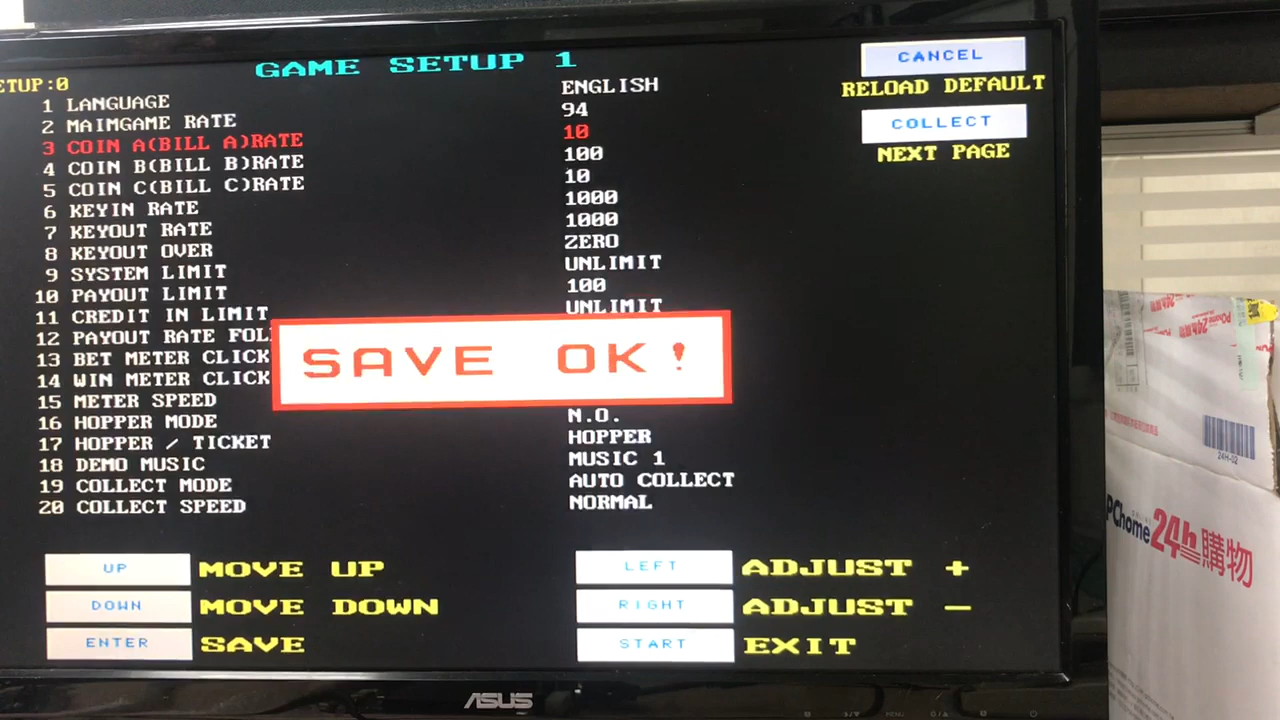 GAME SETUP 1
CANCEL
ETUP:0
RELOAD DEFAULT
COLLECT
NEXT PAGE
1 LANGUAGE ENGLISH
2 MAIMGAME RATE 94
3 COIN A(BILL A)RATE 10
4 COIN B(BILL B)RATE 100
5 COIN C(BILL C)RATE 10
6 KEYIN RATE 1000
7 KEYOUT RATE 1000
8 KEYOUT OVER ZERO
9 SYSTEM LIMIT UNLIMIT
10 PAYOUT LIMIT 100
11 CREDIT IN LIMIT UNLIMIT
12 PAYOUT RATE FOL
13 BET METER CLICK
14 WIN METER CLICK
SAVE OK!
15 METER SPEED
16 HOPPER MODE N.O.
17 HOPPER / TICKET HOPPER
18 DEMO MUSIC MUSIC 1
19 COLLECT MODE AUTO COLLECT
20 COLLECT SPEED NORMAL
UP MOVE UP LEFT ADJUST +
DOWN MOVE DOWN RIGHT ADJUST -
ENTER SAVE START EXIT
ASUS
MENU
24H-02
PChome 24h購物